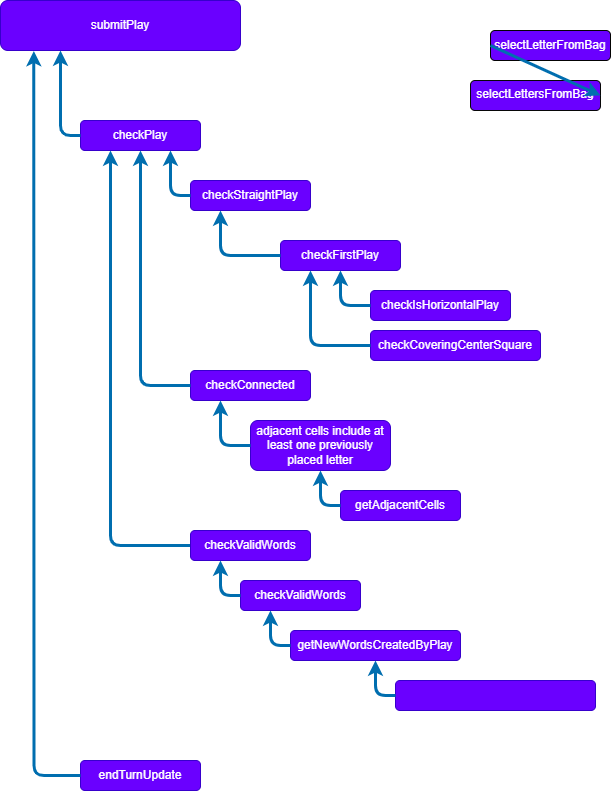 submitPlay
selectLetterFromBag
selectLettersFromBag
checkPlay
checkStraightPlay
checkFirstPlay
checkIsHorizontalPlay
checkCoveringCenterSquare
checkConnected
adjacent cells include at
least one previously
placed letter
getAdjacentCells
checkValidWords
checkValidWords
getNewWordsCreatedByPlay
endTurnUpdate